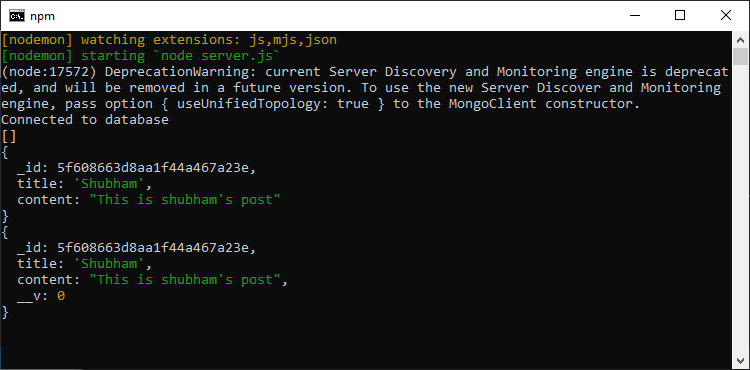 npm
[nodemon] watching extensions: js,mjs,json
[nodemon] starting `node server.js`
(node:17572) DeprecationWarning: current Server Discovery and Monitoring engine is deprecat
ed, and will be removed in a future version. To use the new Server Discover and Monitoring
engine, pass option { useUnifiedTopology: true } to the MongoClient constructor.
Connected to database
[]
{
  _id: 5f608663d8aa1f44a467a23e,
  title: 'Shubham',
  content: "This is shubham's post"
}
{
  _id: 5f608663d8aa1f44a467a23e,
  title: 'Shubham',
  content: "This is shubham's post",
  __v: 0
}